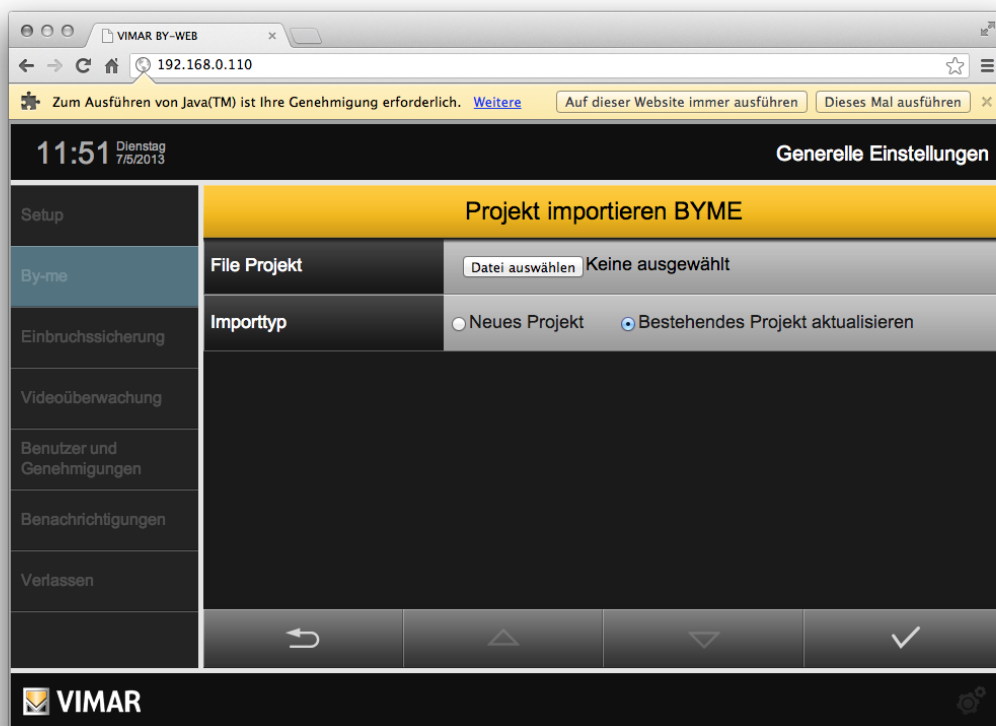 VIMAR BY-WEB
192.168.0.110
Zum Ausführen von Java(TM) ist Ihre Genehmigung erforderlich. Weitere Auf dieser Website immer ausführen Dieses Mal ausführen
11:51 Dienstag 7/5/2013
Generelle Einstellungen
Setup
By-me
Einbruchssicherung
Videoüberwachung
Benutzer und
Genehmigungen
Benachrichtigungen
Verlassen
Projekt importieren BYME
File Projekt Datei auswählen Keine ausgewählt
Importtyp Neues Projekt Bestehendes Projekt aktualisieren
VIMAR